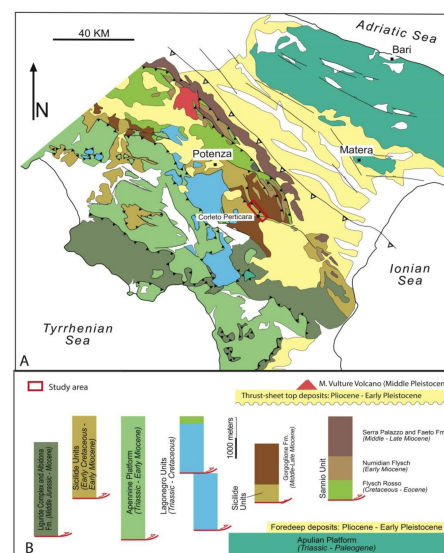 40 KM
Adriatic Sea
Bari
N
Potenza
Matera
Corleto Perticara
Ionian
Sea
Tyrrhenian
Sea
A
Study area
M. Vulture Volcano (Middle Pleistocene
Thrust-sheet top deposits: Pliocene - Early Pleistocene
Liguride Complex and Albidona
Fm. (Middle Jurassic - Miocene)
Sicilide Units
(Early Cretaceous -
Early Miocene)
Apennine Platform
(Triassic - Early Miocene)
Lagonegro Units
(Triassic - Cretaceous)
1000 meters
Sicilide
Units
Gorgoglione Fm.
(Middle-Late Miocene)
Sannio Unit
Serra Palazzo and Faeto Fm
(Middle - Late Miocene)
Numidian Flysch
(Early Miocene)
Flysch Rosso
(Cretaceous - Eocene)
Foredeep deposits: Pliocene - Early Pleistocene
Apulian Platform
(Triassic - Paleogene)
B